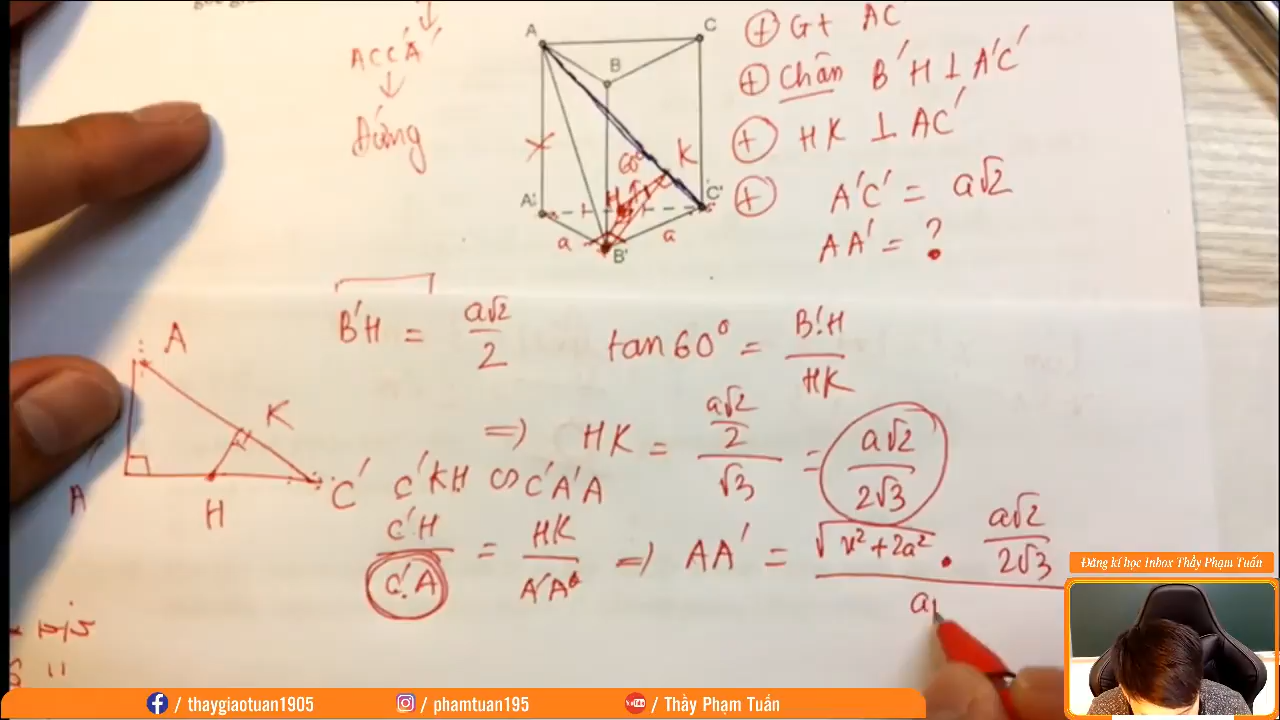 ACC'A'
Đứng
A
C
B
60°
K
H
A'
C'
B'
a
a
⊕ Gt AC'
⊕ Chân B'H ⊥ A'C'
⊕ HK ⊥ AC'
⊕ A'C' = a√2
AA' = ?
B'H = a√2/2
tan60° = B'H/HK
=> HK = (a√2/2)/√3 = a√2/2√3
A
K
A
H
C'
C'KH ∽ C'A'A
C'H/C'A = HK/A'A => AA' = √(x²+2a²) . a√2/2√3
a
Đăng kí học Inbox Thầy Phạm Tuấn
/ thaygiaotuan1905
/ phamtuan195
/ Thầy Phạm Tuấn